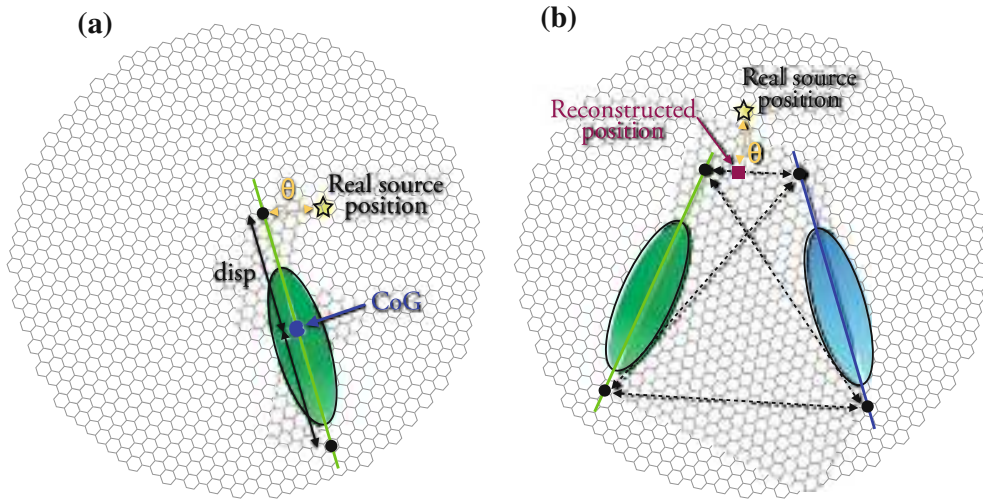 (a)
θ
Real source
position
disp
CoG
(b)
Real source
position
Reconstructed
position
θ